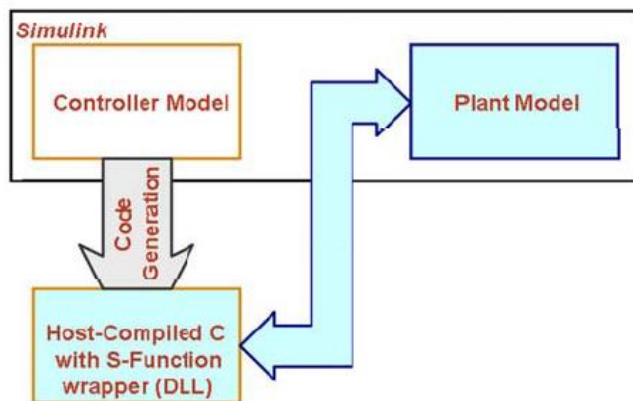 Simulink
Controller Model
Plant Model
Code
Generation
Host-Compiled C
with S-Function
wrapper (DLL)